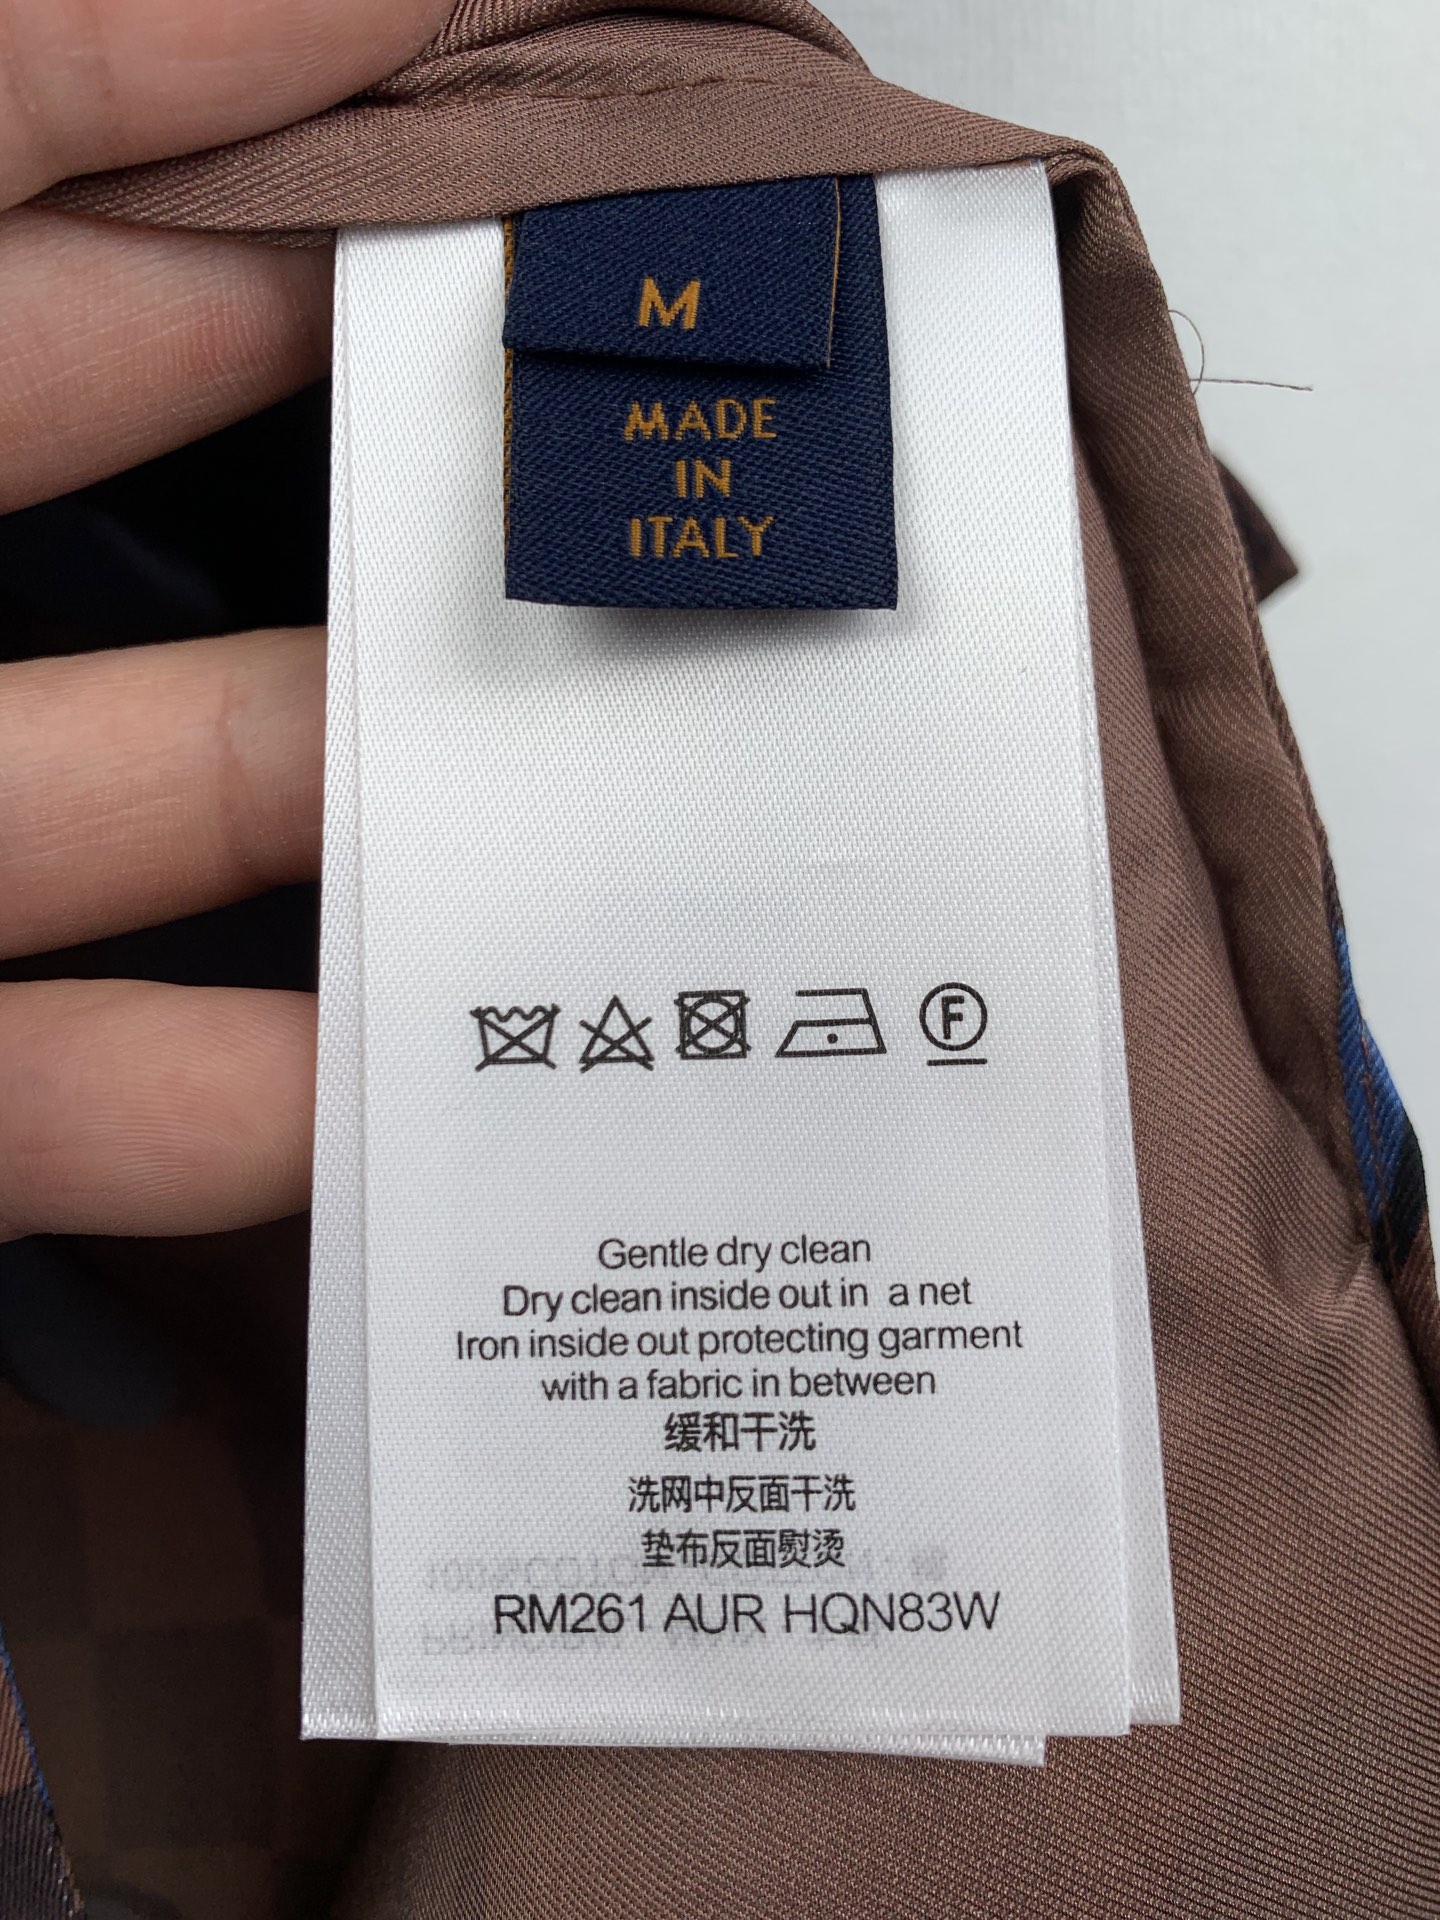 M
MADE
IN
ITALY
F
Gentle dry clean
Dry clean inside out in a net
Iron inside out protecting garment
with a fabric in between
缓和干洗
洗网中反面干洗
垫布反面熨烫
RM261 AUR HQN83W